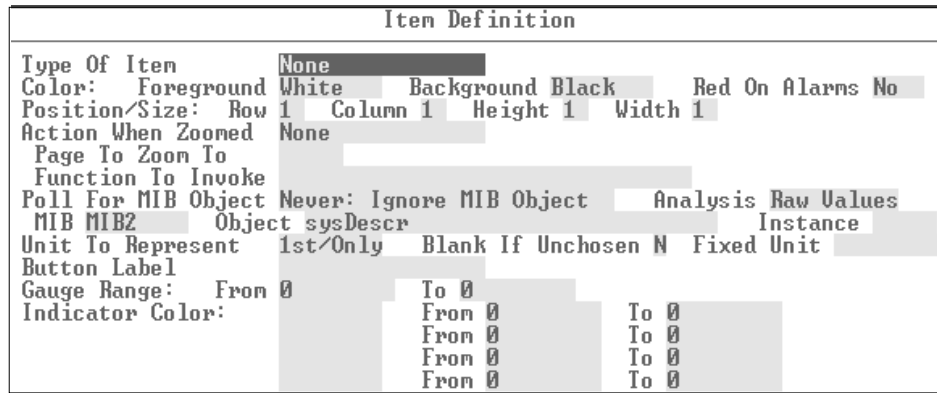 Item Definition
Type Of Item None
Color: Foreground White Background Black Red On Alarms No
Position/Size: Row 1 Column 1 Height 1 Width 1
Action When Zoomed None
Page To Zoom To
Function To Invoke
Poll For MIB Object Never: Ignore MIB Object Analysis Raw Values
MIB MIB2 Object sysDescr Instance
Unit To Represent 1st/Only Blank If Unchosen N Fixed Unit
Button Label
Gauge Range: From 0 To 0
Indicator Color: From 0 To 0
From 0 To 0
From 0 To 0
From 0 To 0